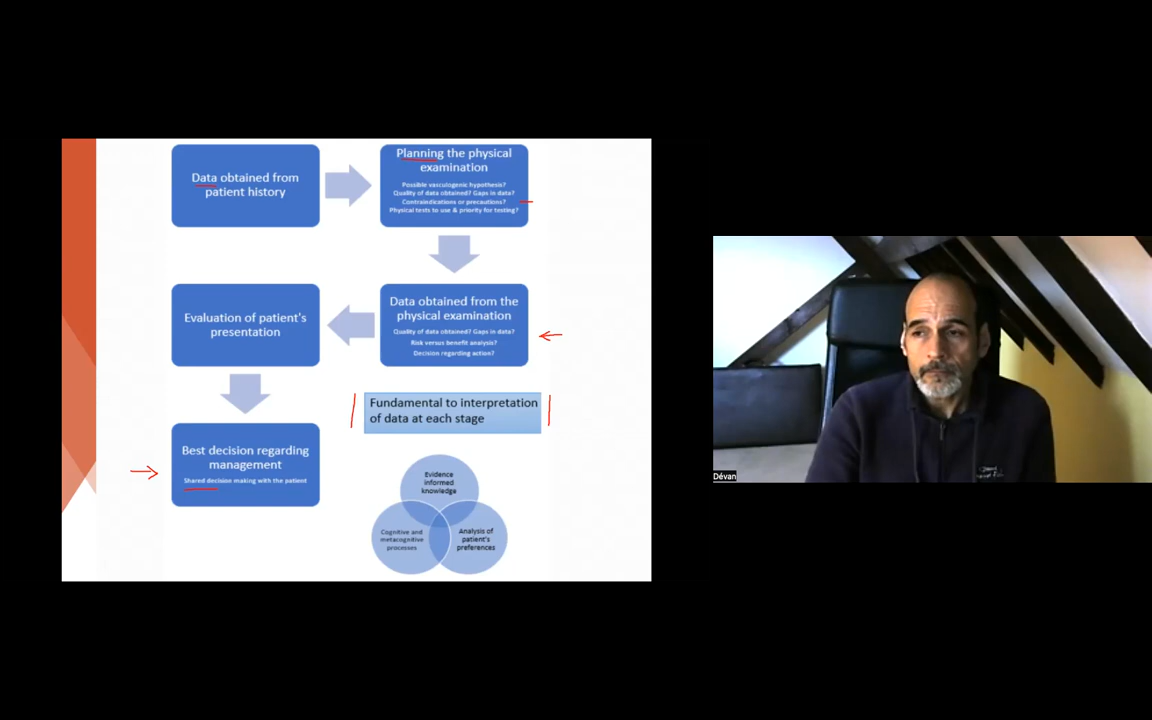 Data obtained from
patient history
Planning the physical
examination
Possible vasculogenic hypothesis?
Quality of data obtained? Gaps in data?
Contraindications or precautions?
Physical tests to use & priority for testing?
Data obtained from the
physical examination
Quality of data obtained? Gaps in data?
Risk versus benefit analysis?
Decision regarding action?
Evaluation of patient's
presentation
Best decision regarding
management
Shared decision making with the patient
Fundamental to interpretation
of data at each stage
Evidence
informed
knowledge
Cognitive and
metacognitive
processes
Analysis of
patient's
preferences
Dévan